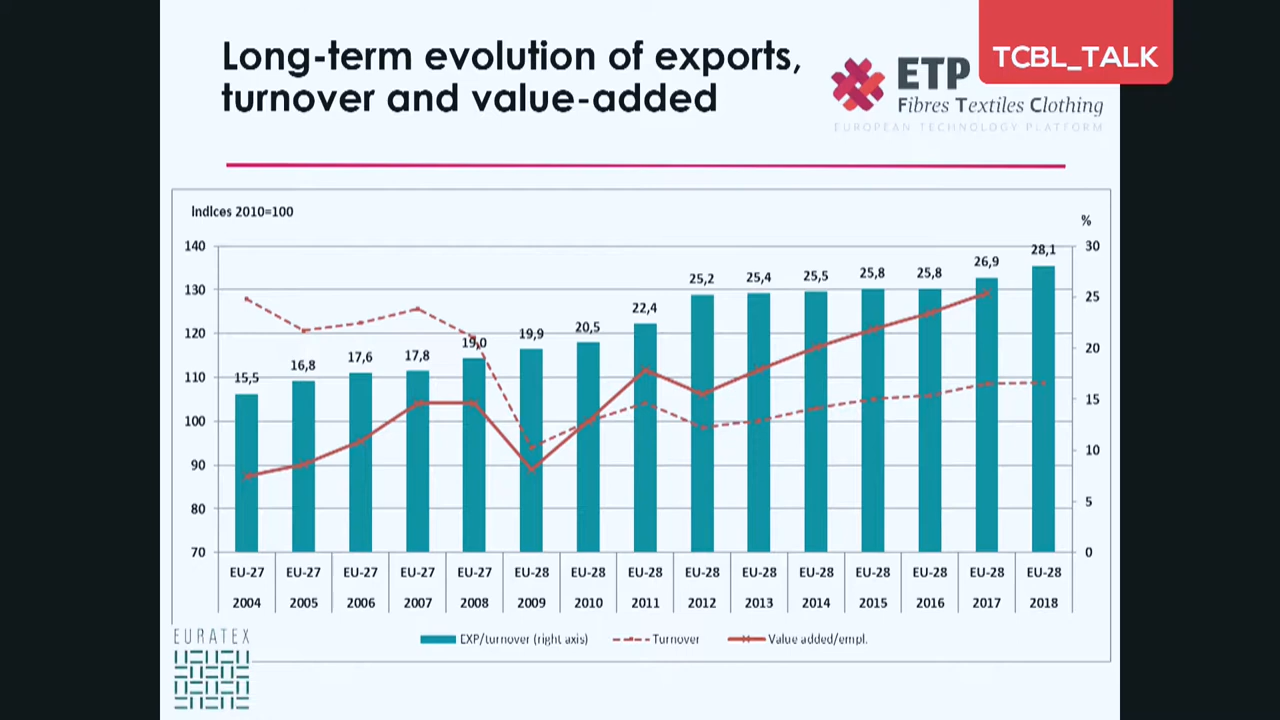 Long-term evolution of exports,
turnover and value-added
TCBL_TALK
ETP
Fibres Textiles Clothing
EUROPEAN TECHNOLOGY PLATFORM
Indices 2010=100
%
140
130
120
110
100
90
80
70
30
25
20
15
10
5
0
15,5
16,8
17,6
17,8
19,0
19,9
20,5
22,4
25,2
25,4
25,5
25,8
25,8
26,9
28,1
EU-27 EU-27 EU-27 EU-27 EU-27 EU-28 EU-28 EU-28 EU-28 EU-28 EU-28 EU-28 EU-28 EU-28 EU-28
2004 2005 2006 2007 2008 2009 2010 2011 2012 2013 2014 2015 2016 2017 2018
EXP/turnover (right axis) Turnover Value added/empl.
EURATEX